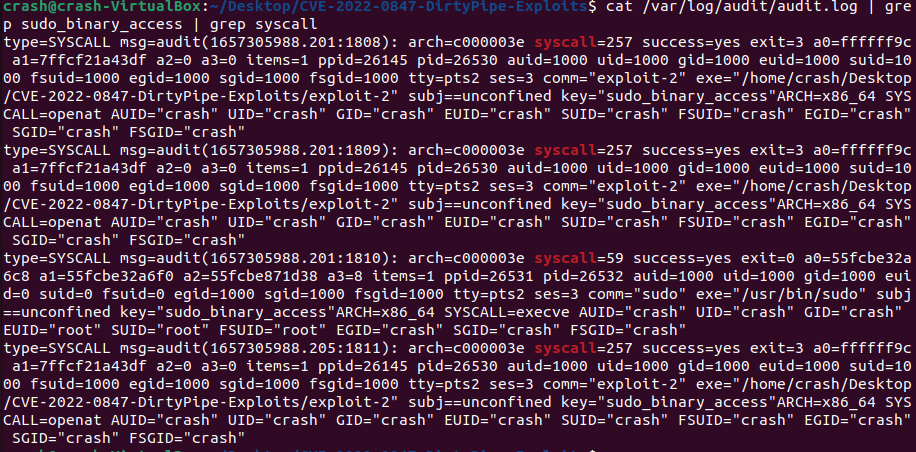 crash@crash-VirtualBox:~/Desktop/CVE-2022-0847-DirtyPipe-Exploits$ cat /var/log/audit/audit.log | gre
p sudo_binary_access | grep syscall
type=SYSCALL msg=audit(1657305988.201:1808): arch=c000003e syscall=257 success=yes exit=3 a0=ffffff9c
 a1=7ffcf21a43df a2=0 a3=0 items=1 ppid=26145 pid=26530 auid=1000 uid=1000 gid=1000 euid=1000 suid=10
00 fsuid=1000 egid=1000 sgid=1000 fsgid=1000 tty=pts2 ses=3 comm="exploit-2" exe="/home/crash/Desktop
/CVE-2022-0847-DirtyPipe-Exploits/exploit-2" subj==unconfined key="sudo_binary_access"ARCH=x86_64 SYS
CALL=openat AUID="crash" UID="crash" GID="crash" EUID="crash" SUID="crash" FSUID="crash" EGID="crash"
 SGID="crash" FSGID="crash"
type=SYSCALL msg=audit(1657305988.201:1809): arch=c000003e syscall=257 success=yes exit=3 a0=ffffff9c
 a1=7ffcf21a43df a2=0 a3=0 items=1 ppid=26145 pid=26530 auid=1000 uid=1000 gid=1000 euid=1000 suid=10
00 fsuid=1000 egid=1000 sgid=1000 fsgid=1000 tty=pts2 ses=3 comm="exploit-2" exe="/home/crash/Desktop
/CVE-2022-0847-DirtyPipe-Exploits/exploit-2" subj==unconfined key="sudo_binary_access"ARCH=x86_64 SYS
CALL=openat AUID="crash" UID="crash" GID="crash" EUID="crash" SUID="crash" FSUID="crash" EGID="crash"
 SGID="crash" FSGID="crash"
type=SYSCALL msg=audit(1657305988.201:1810): arch=c000003e syscall=59 success=yes exit=0 a0=55fcbe32a
6c8 a1=55fcbe32a6f0 a2=55fcbe871d38 a3=8 items=1 ppid=26531 pid=26532 auid=1000 uid=1000 gid=1000 eui
d=0 suid=0 fsuid=0 egid=1000 sgid=1000 fsgid=1000 tty=pts2 ses=3 comm="sudo" exe="/usr/bin/sudo" subj
==unconfined key="sudo_binary_access"ARCH=x86_64 SYSCALL=execve AUID="crash" UID="crash" GID="crash" 
EUID="root" SUID="root" FSUID="root" EGID="crash" SGID="crash" FSGID="crash"
type=SYSCALL msg=audit(1657305988.205:1811): arch=c000003e syscall=257 success=yes exit=3 a0=ffffff9c
 a1=7ffcf21a43df a2=0 a3=0 items=1 ppid=26145 pid=26530 auid=1000 uid=1000 gid=1000 euid=1000 suid=10
00 fsuid=1000 egid=1000 sgid=1000 fsgid=1000 tty=pts2 ses=3 comm="exploit-2" exe="/home/crash/Desktop
/CVE-2022-0847-DirtyPipe-Exploits/exploit-2" subj==unconfined key="sudo_binary_access"ARCH=x86_64 SYS
CALL=openat AUID="crash" UID="crash" GID="crash" EUID="crash" SUID="crash" FSUID="crash" EGID="crash"
 SGID="crash" FSGID="crash"